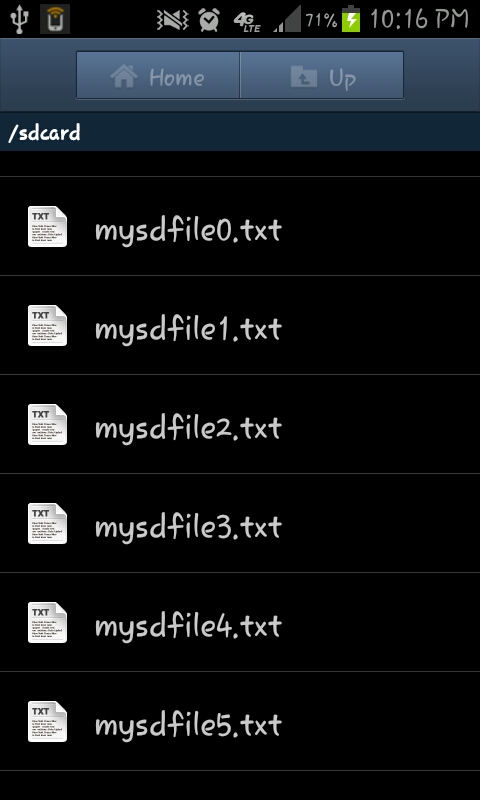 4G LTE 71% 10:16 PM
Home Up
/sdcard
TXT mysdfile0.txt
TXT mysdfile1.txt
TXT mysdfile2.txt
TXT mysdfile3.txt
TXT mysdfile4.txt
TXT mysdfile5.txt